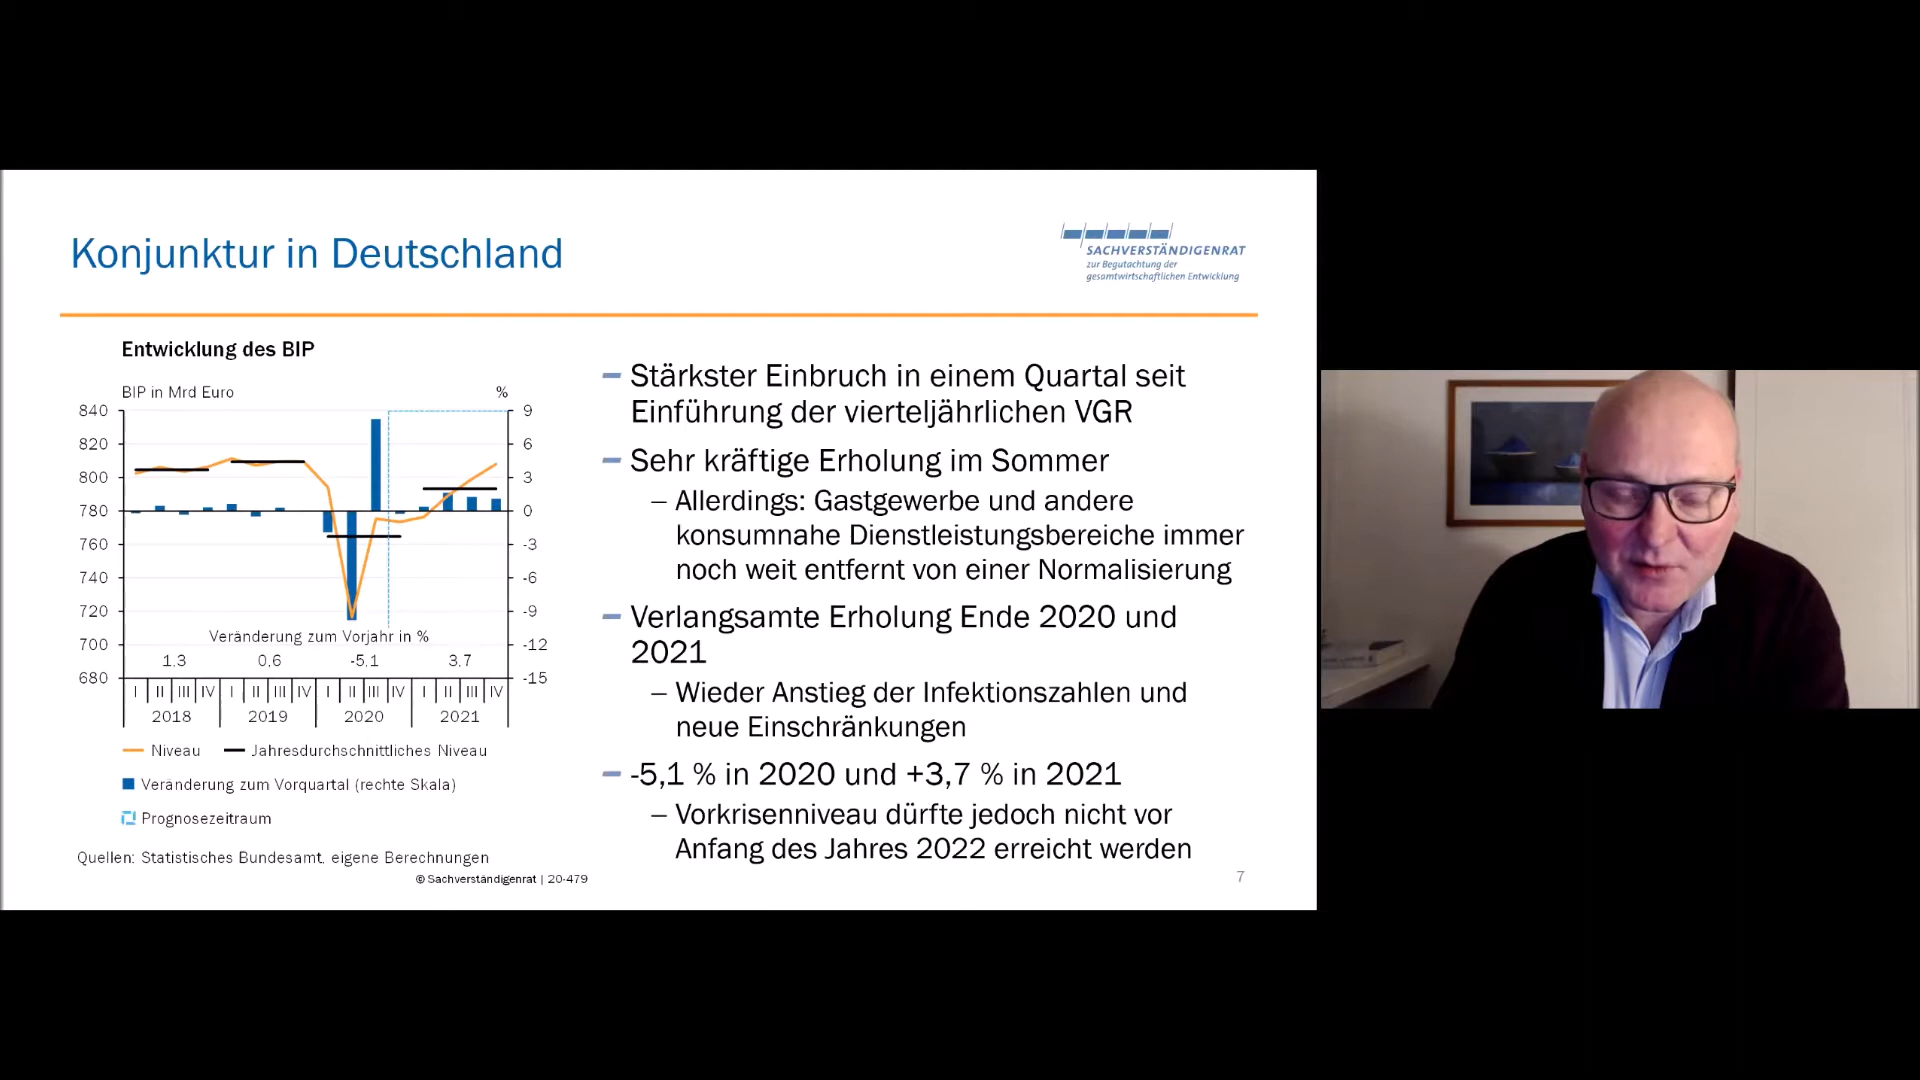 Konjunktur in Deutschland
SACHVERSTÄNDIGENRAT
zur Begutachtung der
gesamtwirtschaftlichen Entwicklung
Entwicklung des BIP
BIP in Mrd Euro
%
840
820
800
780
760
740
720
700
680
9
6
3
0
-3
-6
-9
-12
-15
Veränderung zum Vorjahr in %
1,3 0,6 -5,1 3,7
I II III IV I II III IV I II III IV I II III IV
2018 2019 2020 2021
Niveau Jahresdurchschnittliches Niveau
Veränderung zum Vorquartal (rechte Skala)
Prognosezeitraum
Quellen: Statistisches Bundesamt, eigene Berechnungen
© Sachverständigenrat | 20-479
– Stärkster Einbruch in einem Quartal seit
Einführung der vierteljährlichen VGR
– Sehr kräftige Erholung im Sommer
– Allerdings: Gastgewerbe und andere
konsumnahe Dienstleistungsbereiche immer
noch weit entfernt von einer Normalisierung
– Verlangsamte Erholung Ende 2020 und
2021
– Wieder Anstieg der Infektionszahlen und
neue Einschränkungen
– -5,1 % in 2020 und +3,7 % in 2021
– Vorkrisenniveau dürfte jedoch nicht vor
Anfang des Jahres 2022 erreicht werden
7